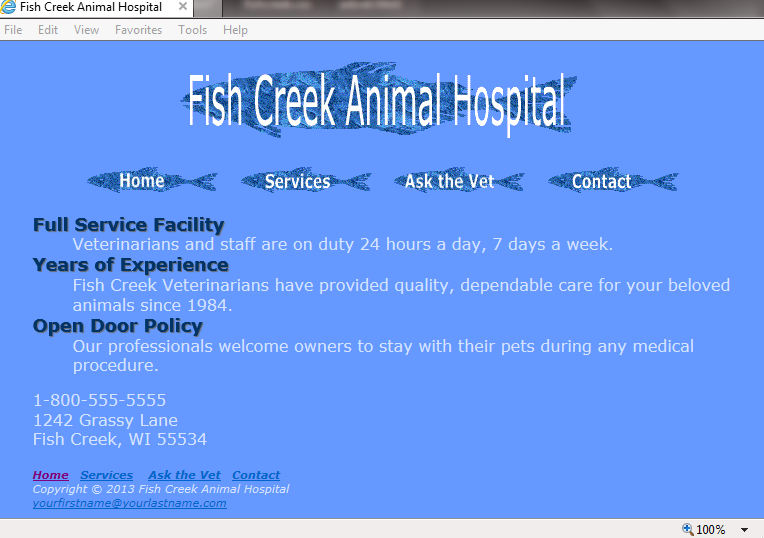 Fish Creek Animal Hospital
File Edit View Favorites Tools Help
Fish Creek Animal Hospital
Home Services Ask the Vet Contact
Full Service Facility
Veterinarians and staff are on duty 24 hours a day, 7 days a week.
Years of Experience
Fish Creek Veterinarians have provided quality, dependable care for your beloved
animals since 1984.
Open Door Policy
Our professionals welcome owners to stay with their pets during any medical
procedure.
1-800-555-5555
1242 Grassy Lane
Fish Creek, WI 55534
Home Services Ask the Vet Contact
Copyright © 2013 Fish Creek Animal Hospital
yourfirstname@yourlastname.com
100%